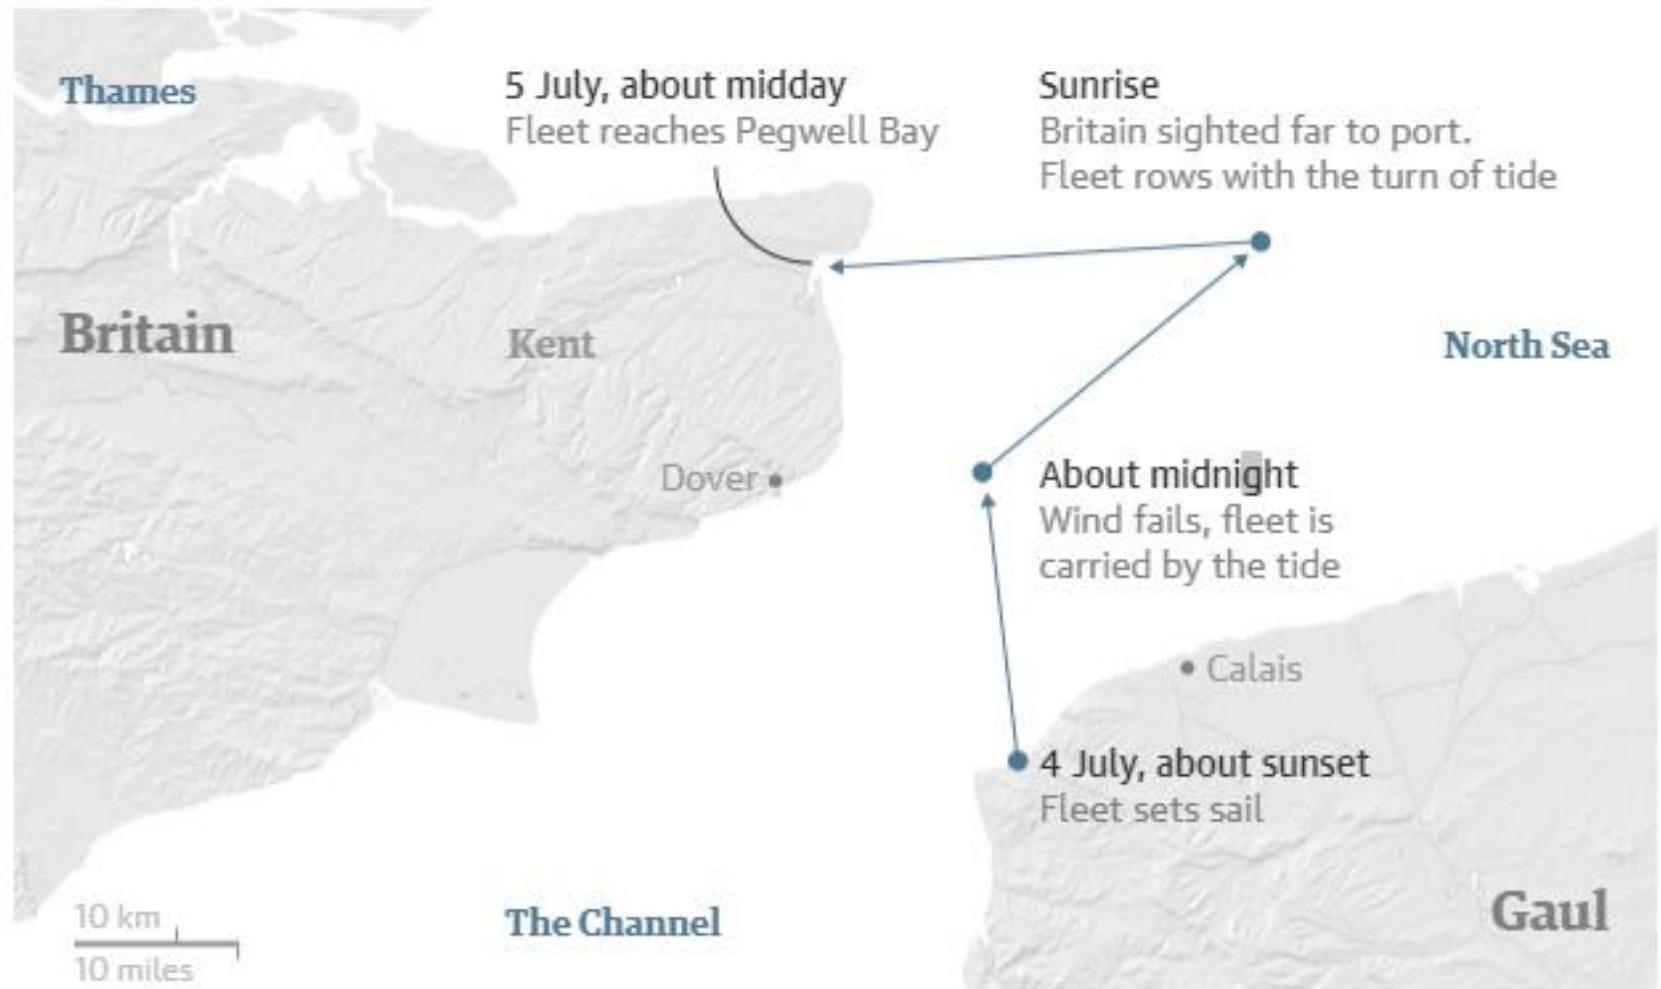 Thames
5 July, about midday
Fleet reaches Pegwell Bay
Sunrise
Britain sighted far to port.
Fleet rows with the turn of tide
Britain
Kent
North Sea
Dover
About midnight
Wind fails, fleet is
carried by the tide
Calais
4 July, about sunset
Fleet sets sail
Gaul
The Channel
10 km
10 miles